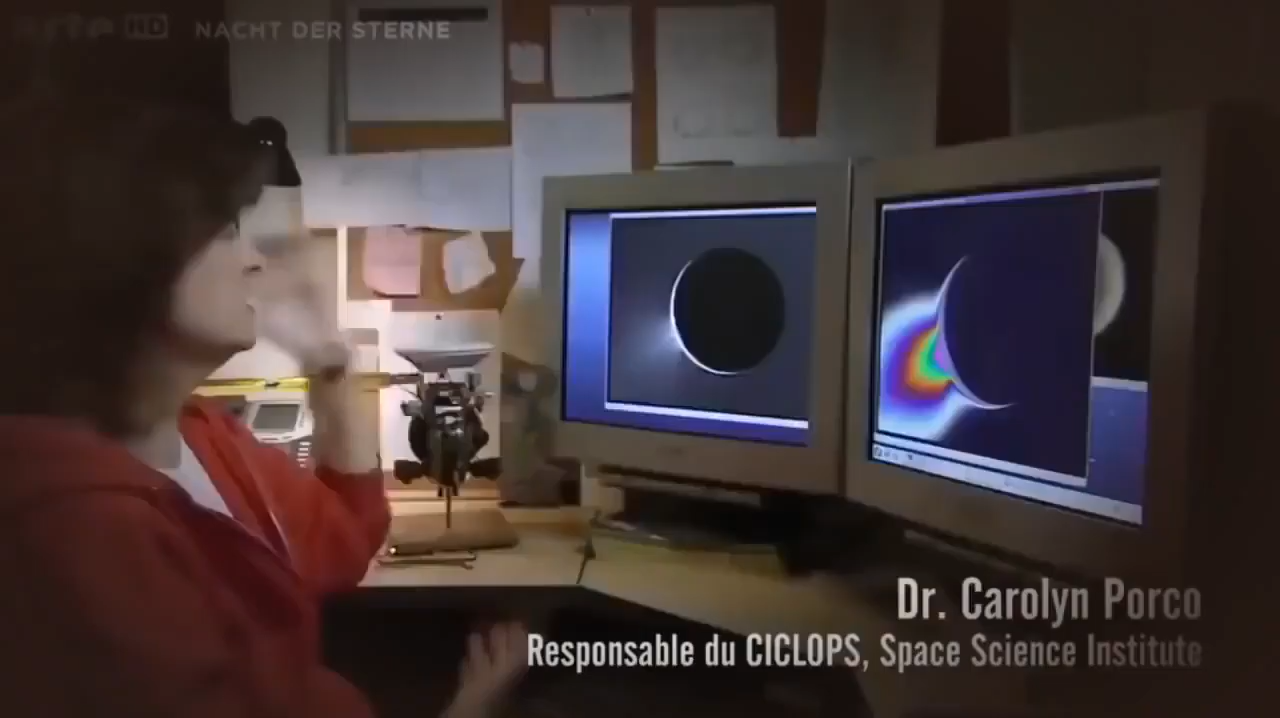 arte HD NACHT DER STERNE
Dr. Carolyn Porco
Responsable du CICLOPS, Space Science Institute